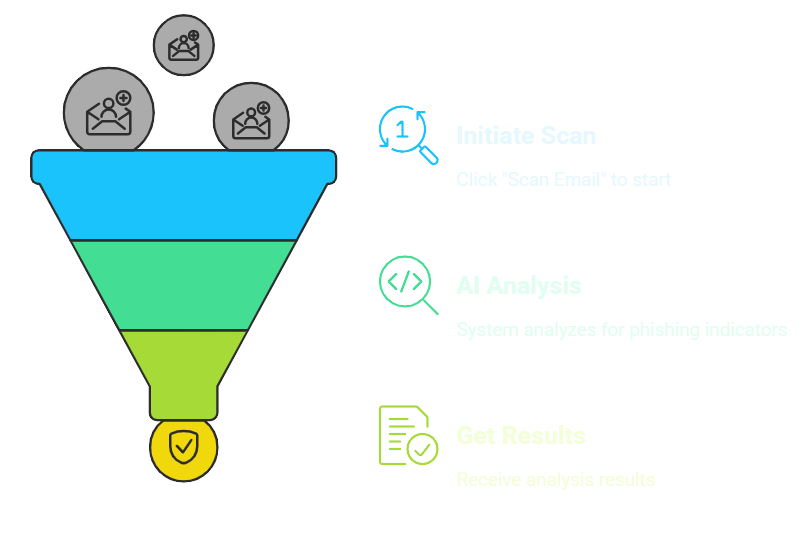 1
Initiate Scan
Click "Scan Email" to start
</>
AI Analysis
System analyzes for phishing indicators
Get Results
Receive analysis results